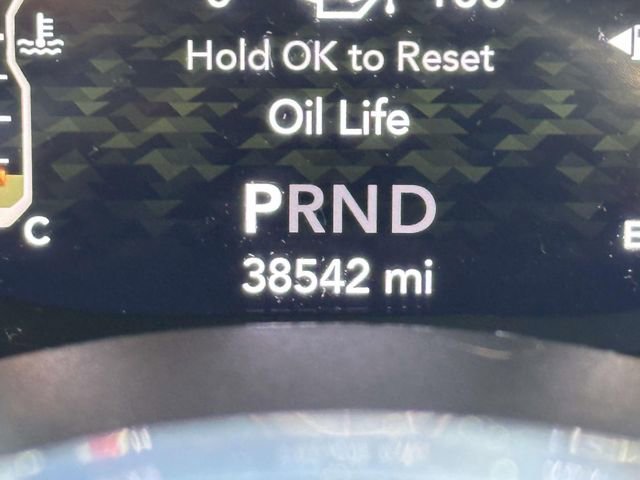 Hold OK to Reset
Oil Life
PRND
C
E
38542 mi